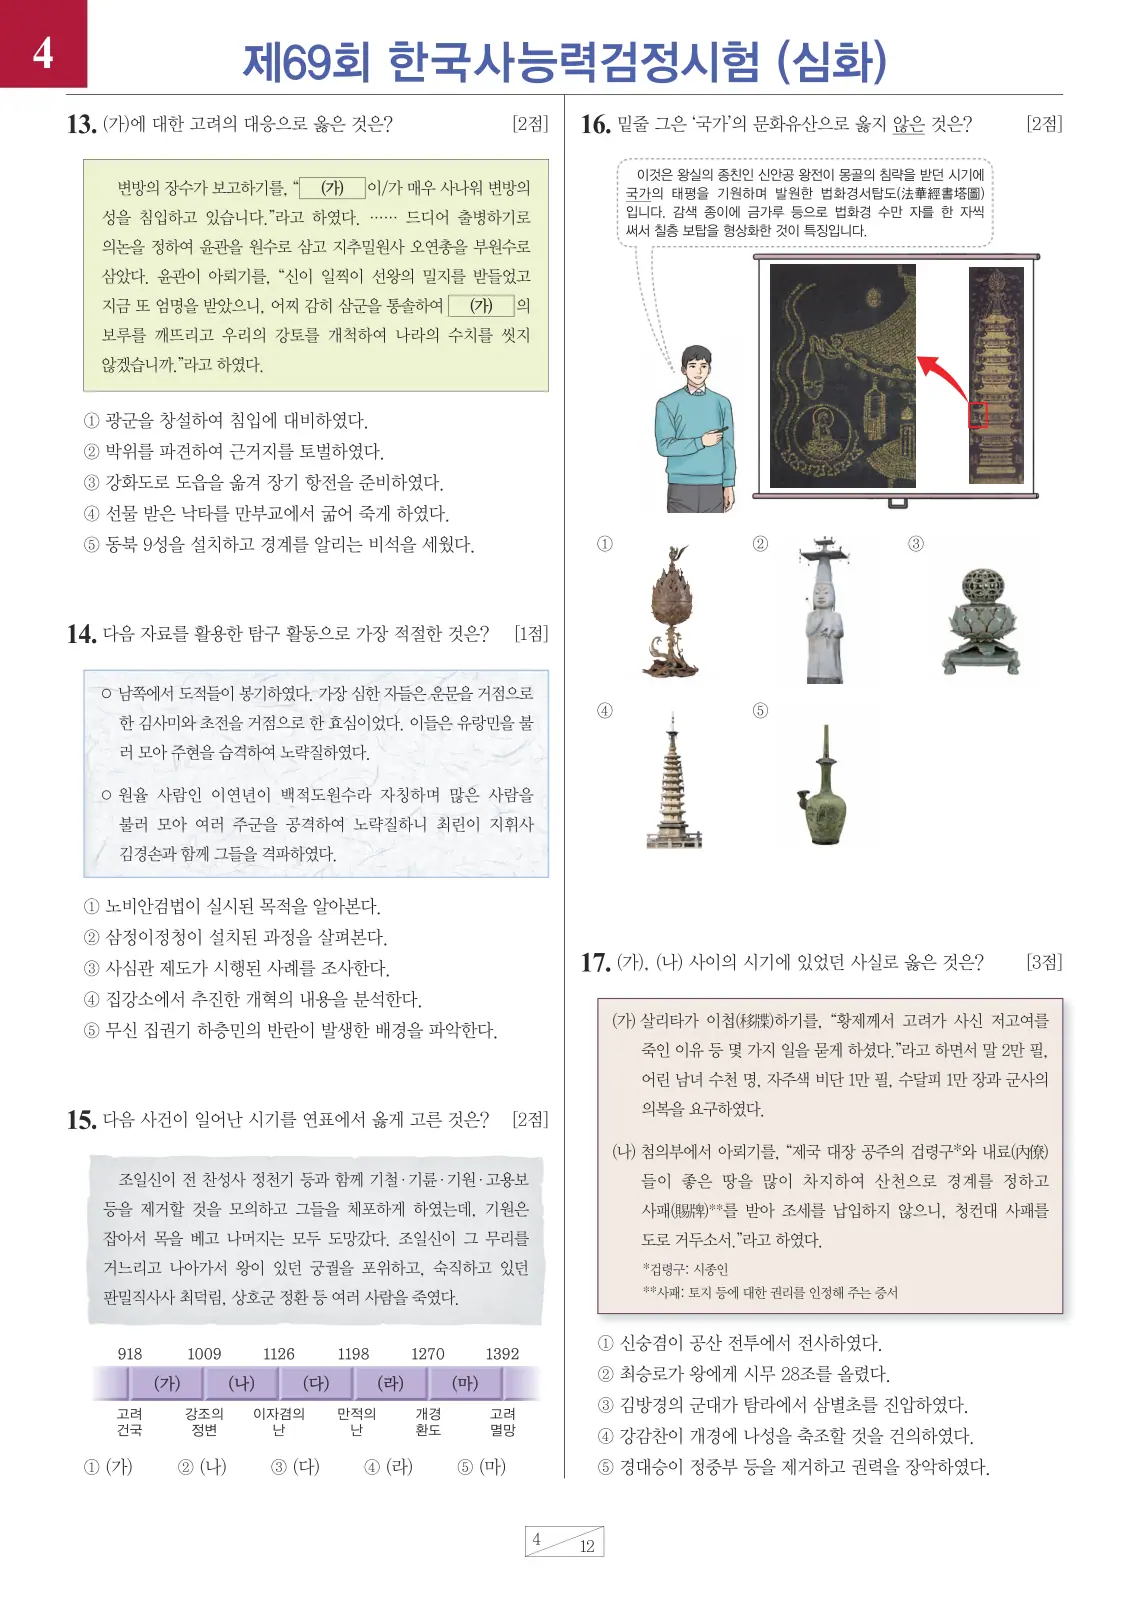 4
제69회 한국사능력검정시험 (심화)
13. (가)에 대한 고려의 대응으로 옳은 것은? [2점]
변방의 장수가 보고하기를, “ (가) 이/가 매우 사나워 변방의
성을 침입하고 있습니다.”라고 하였다. …… 드디어 출병하기로
의논을 정하여 윤관을 원수로 삼고 지추밀원사 오연총을 부원수로
삼았다. 윤관이 아뢰기를, “신이 일찍이 선왕의 밀지를 받들었고
지금 또 엄명을 받았으니, 어찌 감히 삼군을 통솔하여 (가) 의
보루를 깨뜨리고 우리의 강토를 개척하여 나라의 수치를 씻지
않겠습니까.”라고 하였다.
① 광군을 창설하여 침입에 대비하였다.
② 박위를 파견하여 근거지를 토벌하였다.
③ 강화도로 도읍을 옮겨 장기 항전을 준비하였다.
④ 선물 받은 낙타를 만부교에서 굶어 죽게 하였다.
⑤ 동북 9성을 설치하고 경계를 알리는 비석을 세웠다.
14. 다음 자료를 활용한 탐구 활동으로 가장 적절한 것은? [1점]
○ 남쪽에서 도적들이 봉기하였다. 가장 심한 자들은 운문을 거점으로
한 김사미와 초전을 거점으로 한 효심이었다. 이들은 유랑민을 불
러 모아 주현을 습격하여 노략질하였다.
○ 원율 사람인 이연년이 백적도원수라 자칭하며 많은 사람을
불러 모아 여러 주군을 공격하여 노략질하니 최린이 지휘사
김경손과 함께 그들을 격파하였다.
① 노비안검법이 실시된 목적을 알아본다.
② 삼정이정청이 설치된 과정을 살펴본다.
③ 사심관 제도가 시행된 사례를 조사한다.
④ 집강소에서 추진한 개혁의 내용을 분석한다.
⑤ 무신 집권기 하층민의 반란이 발생한 배경을 파악한다.
15. 다음 사건이 일어난 시기를 연표에서 옳게 고른 것은? [2점]
조일신이 전 찬성사 정천기 등과 함께 기철·기륜·기원·고용보
등을 제거할 것을 모의하고 그들을 체포하게 하였는데, 기원은
잡아서 목을 베고 나머지는 모두 도망갔다. 조일신이 그 무리를
거느리고 나아가서 왕이 있던 궁궐을 포위하고, 숙직하고 있던
판밀직사사 최덕림, 상호군 정환 등 여러 사람을 죽였다.
918 1009 1126 1198 1270 1392
(가) (나) (다) (라) (마)
고려 강조의 이자겸의 만적의 개경 고려
건국 정변 난 난 환도 멸망
① (가) ② (나) ③ (다) ④ (라) ⑤ (마)
16. 밑줄 그은 ‘국가’의 문화유산으로 옳지 않은 것은? [2점]
이것은 왕실의 종친인 신안공 왕전이 몽골의 침략을 받던 시기에
국가의 태평을 기원하며 발원한 법화경서탑도(法華經書塔圖)
입니다. 감색 종이에 금가루 등으로 법화경 수만 자를 한 자씩
써서 칠층 보탑을 형상화한 것이 특징입니다.
① ② ③
④ ⑤
17. (가), (나) 사이의 시기에 있었던 사실로 옳은 것은? [3점]
(가) 살리타가 이첩(移牒)하기를, “황제께서 고려가 사신 저고여를
죽인 이유 등 몇 가지 일을 묻게 하셨다.”라고 하면서 말 2만 필,
어린 남녀 수천 명, 자주색 비단 1만 필, 수달피 1만 장과 군사의
의복을 요구하였다.
(나) 첨의부에서 아뢰기를, “제국 대장 공주의 겁령구*와 내료(內僚)
들이 좋은 땅을 많이 차지하여 산천으로 경계를 정하고
사패(賜牌)**를 받아 조세를 납입하지 않으니, 청컨대 사패를
도로 거두소서.”라고 하였다.
*겁령구: 시종인
**사패: 토지 등에 대한 권리를 인정해 주는 증서
① 신숭겸이 공산 전투에서 전사하였다.
② 최승로가 왕에게 시무 28조를 올렸다.
③ 김방경의 군대가 탐라에서 삼별초를 진압하였다.
④ 강감찬이 개경에 나성을 축조할 것을 건의하였다.
⑤ 경대승이 정중부 등을 제거하고 권력을 장악하였다.
4 12